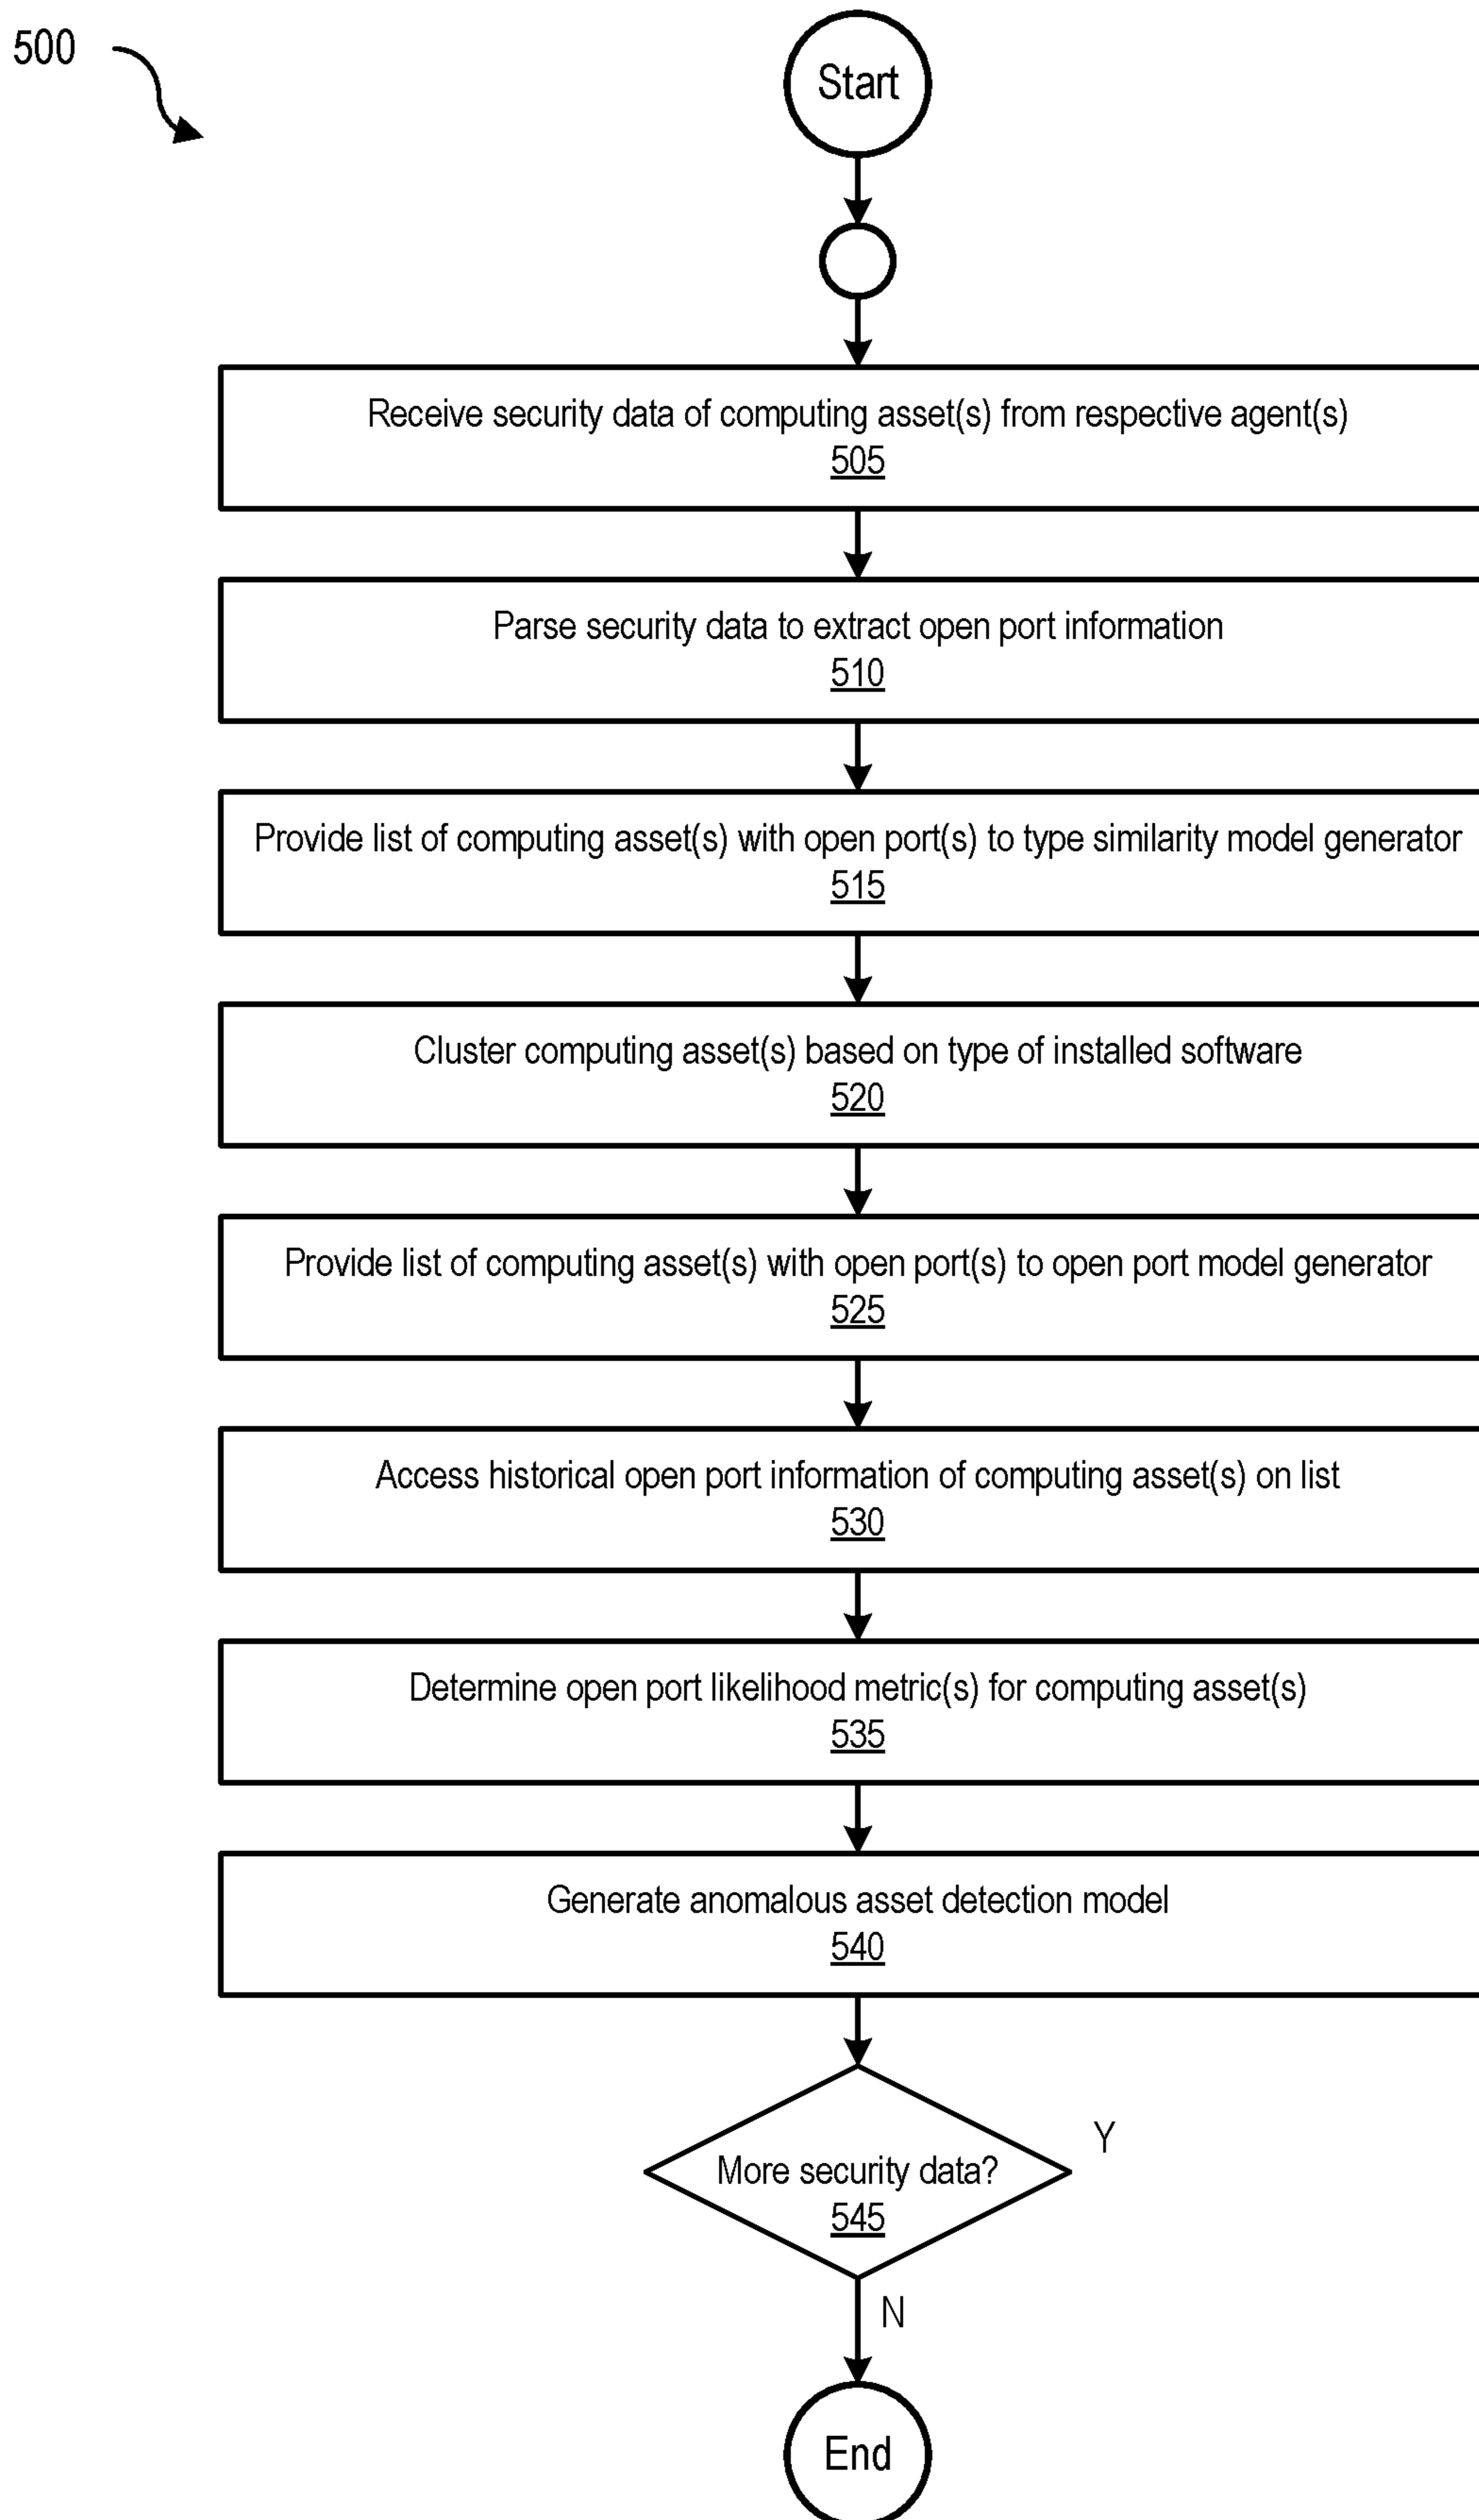 500
Start
Receive security data of computing asset(s) from respective agent(s)
505
Parse security data to extract open port information
510
Provide list of computing asset(s) with open port(s) to type similarity model generator
515
Cluster computing asset(s) based on type of installed software
520
Provide list of computing asset(s) with open port(s) to open port model generator
525
Access historical open port information of computing asset(s) on list
530
Determine open port likelihood metric(s) for computing asset(s)
535
Generate anomalous asset detection model
540
Y
More security data?
545
N
End